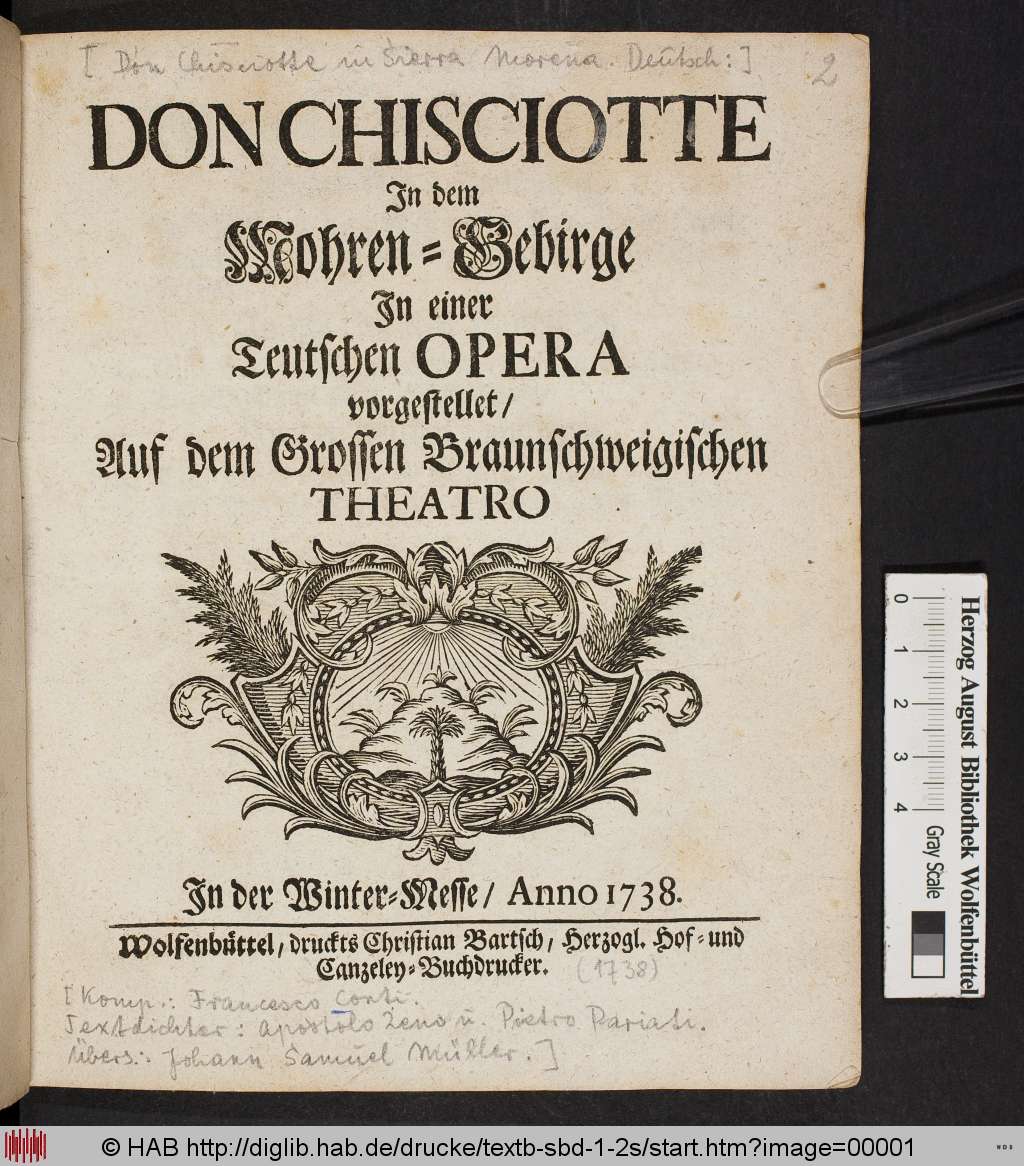 [Don Chisciotte in Sierra Morena. Deutsch:]
2
DON CHISCIOTTE
In dem
Mohren=Gebirge
In einer
Teutschen OPERA
vorgestellet/
Auf dem Grossen Braunschweigischen
THEATRO
In der Winter=Messe/ Anno 1738.
Wolfenbüttel/ druckts Christian Bartsch/ Herzogl. Hof= und
Canzeley=Buchdrucker. (1738)
[Komp.: Francesco Conti.
Textdichter: Apostolo Zeno u. Pietro Pariati.
Übers.: Johann Samuel Müller.]
0 1 2 3 4
Gray Scale
Herzog August Bibliothek Wolfenbüttel
© HAB http://diglib.hab.de/drucke/textb-sbd-1-2s/start.htm?image=00001
WDB